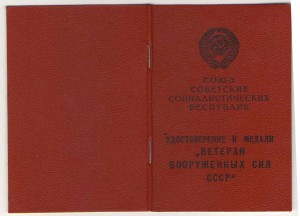 СОЮЗ
СОВЕТСКИХ
СОЦИАЛИСТИЧЕСКИХ
РЕСПУБЛИК
УДОСТОВЕРЕНИЕ К МЕДАЛИ
„ВЕТЕРАН
ВООРУЖЕННЫХ СИЛ
СССР“